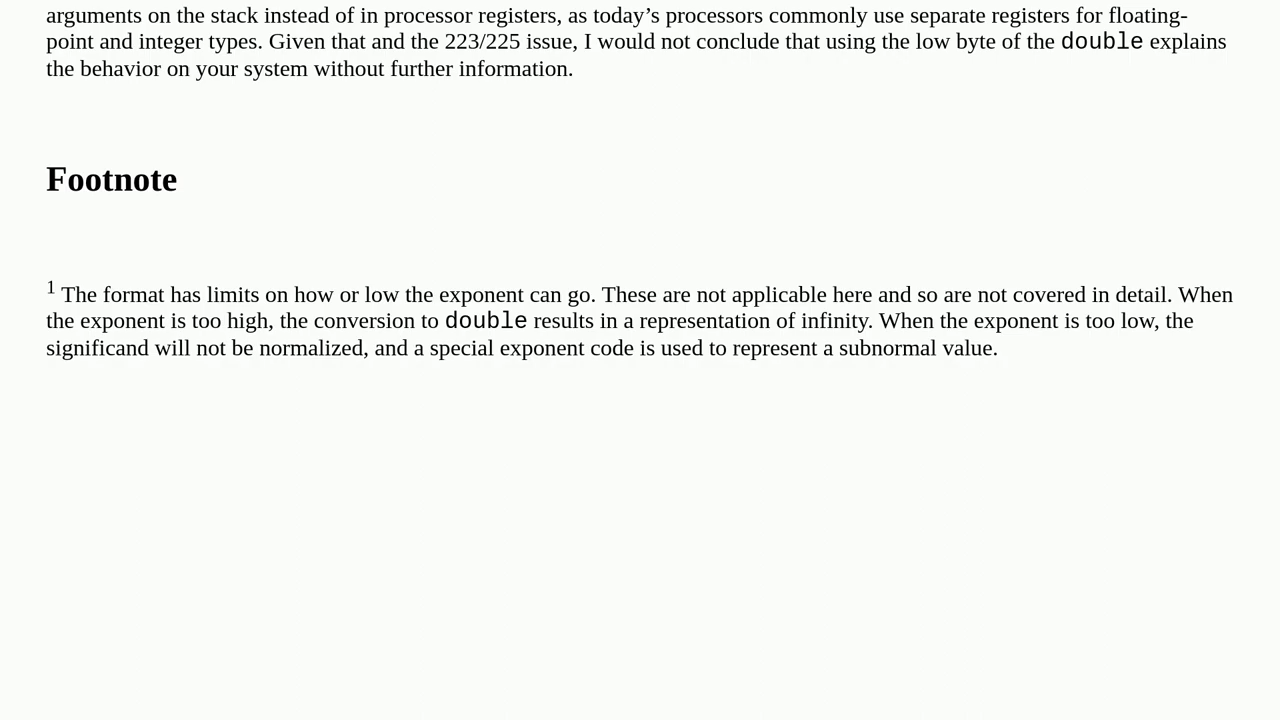 arguments on the stack instead of in processor registers, as today’s processors commonly use separate registers for floating-
point and integer types. Given that and the 223/225 issue, I would not conclude that using the low byte of the double explains
the behavior on your system without further information.
Footnote
1 The format has limits on how or low the exponent can go. These are not applicable here and so are not covered in detail. When
the exponent is too high, the conversion to double results in a representation of infinity. When the exponent is too low, the
significand will not be normalized, and a special exponent code is used to represent a subnormal value.